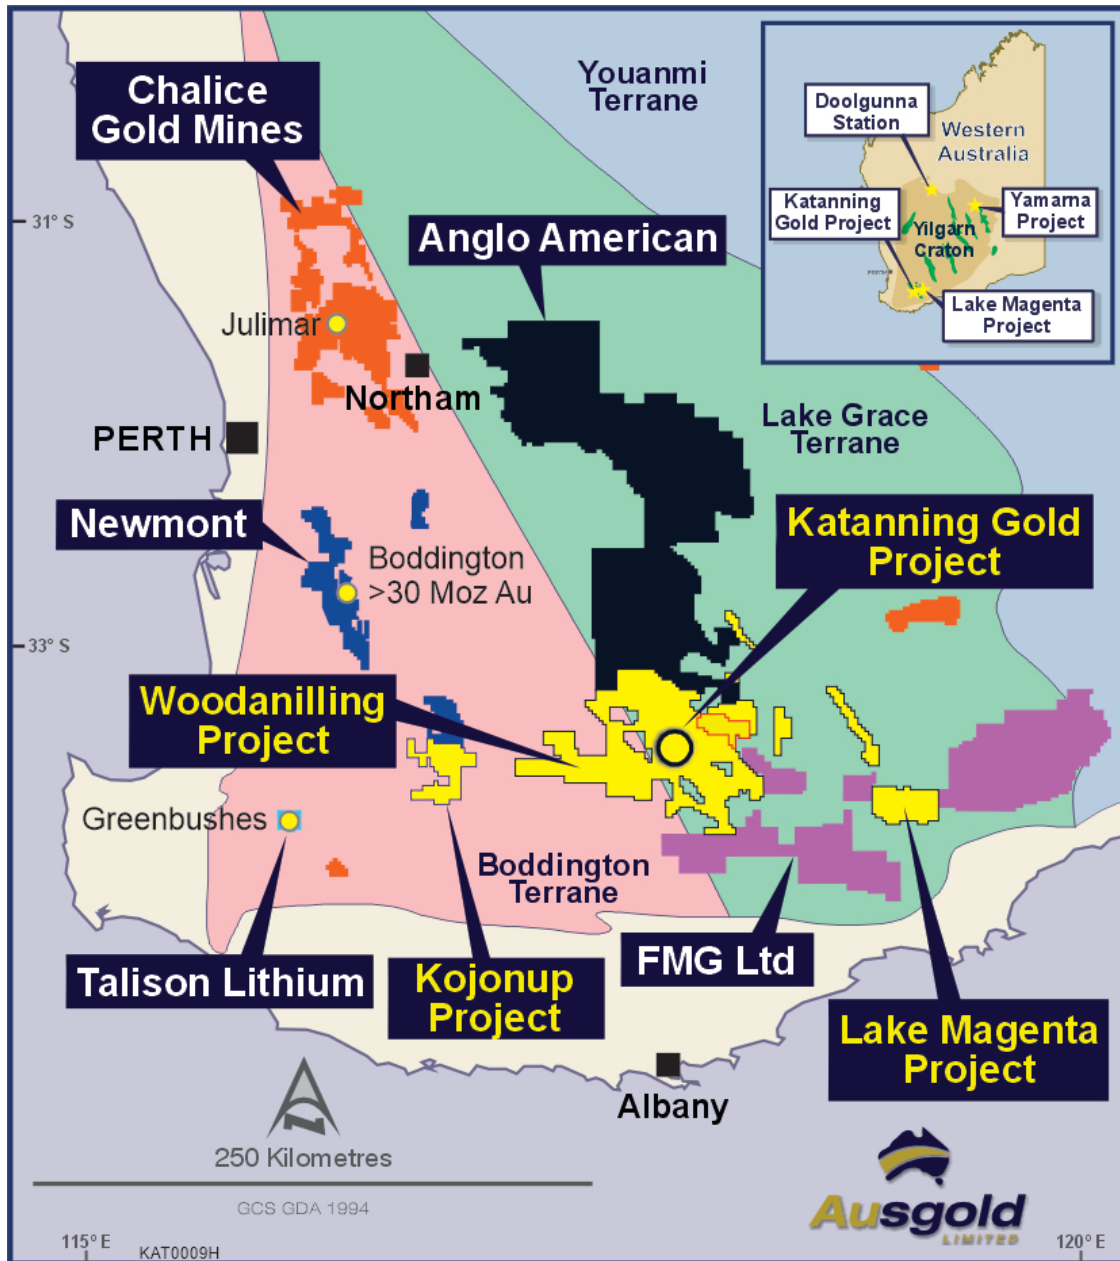 Chalice
Gold Mines
Youanmi
Terrane
Doolgunna
Station
Western
Australia
Katanning
Gold Project
Yamarna
Project
Yilgarn
Craton
Lake Magenta
Project
31° S
Anglo American
Julimar
Northam
PERTH
Lake Grace
Terrane
Newmont
Katanning Gold
Project
Boddington
>30 Moz Au
33° S
Woodanilling
Project
Greenbushes
Boddington
Terrane
Talison Lithium
Kojonup
Project
FMG Ltd
Lake Magenta
Project
Albany
N
250 Kilometres
GCS GDA 1994
Ausgold
LIMITED
115° E
KAT0009H
120° E